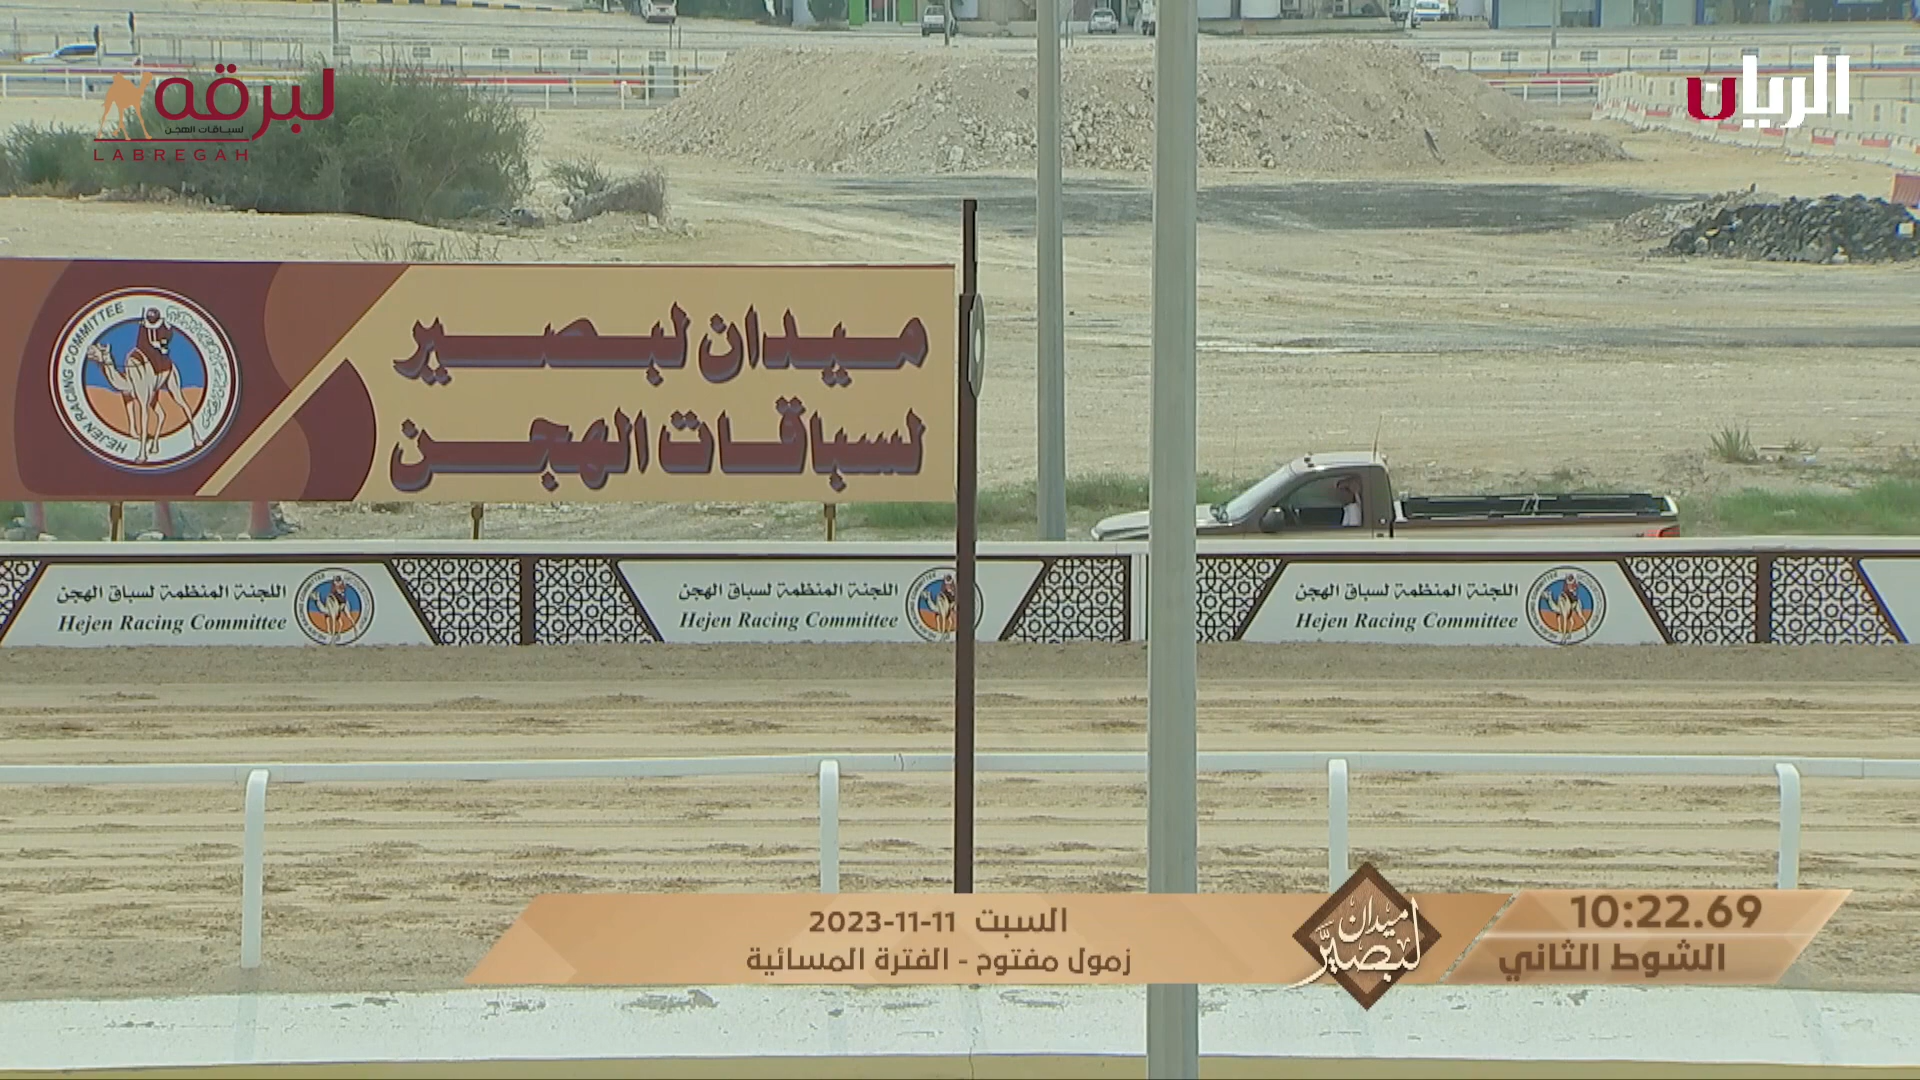 لبرقه
لسباقات الهجن
LABREGAH
الريان
ميدان لبصير
لسباقات الهجن
HEJEN RACING COMMITTEE
اللجنة المنظمة لسباق الهجن
Hejen Racing Committee
اللجنة المنظمة لسباق الهجن
Hejen Racing Committee
اللجنة المنظمة لسباق الهجن
Hejen Racing Committee
10:22.69
الشوط الثاني
ميدان
لبصير
السبت 11-11-2023
زمول مفتوح - الفترة المسائية